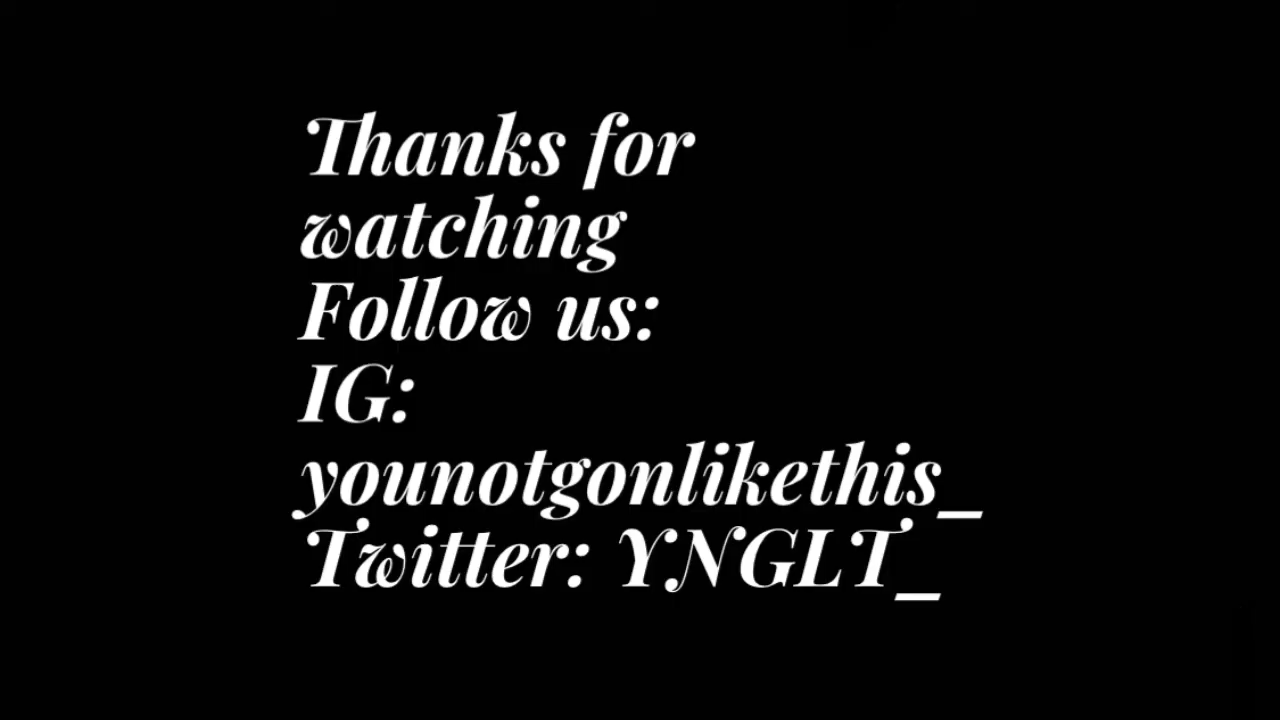 Thanks for
watching
Follow us:
IG:
younotgonlikethis_
Twitter: YNGLT_